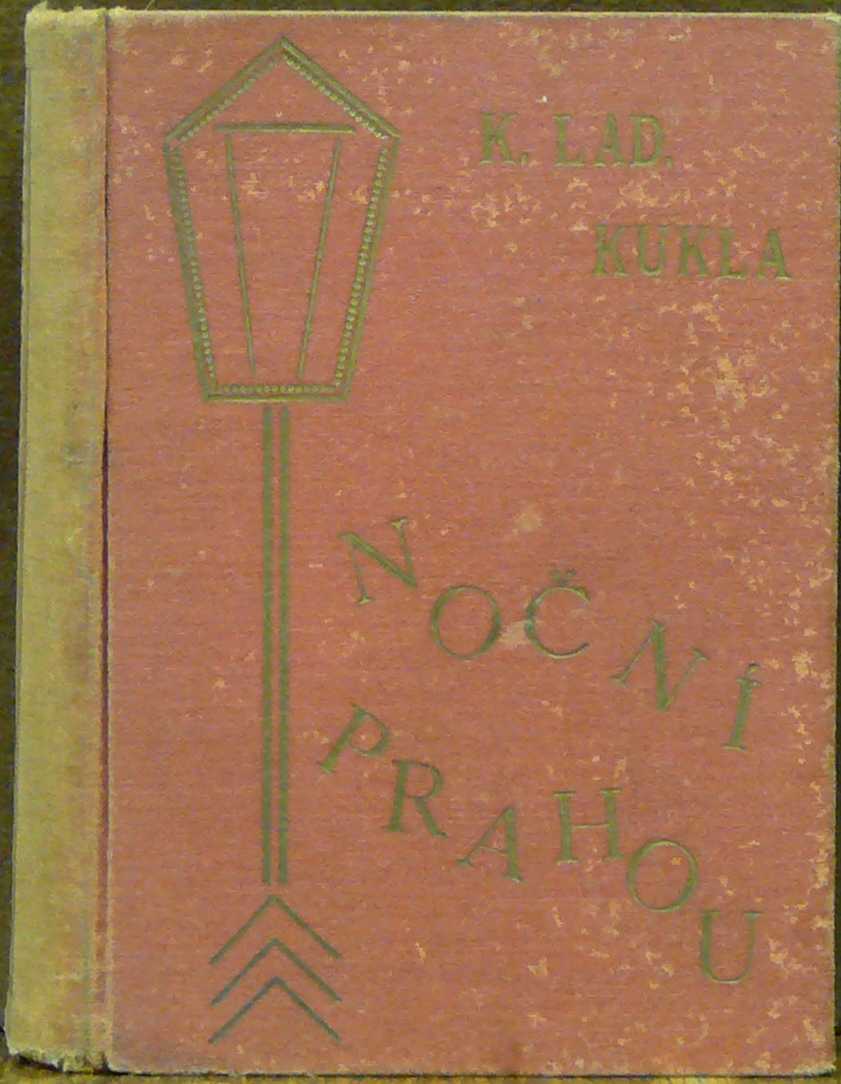 K. LAD.
KUKLA
NOČNÍ
PRAHOU